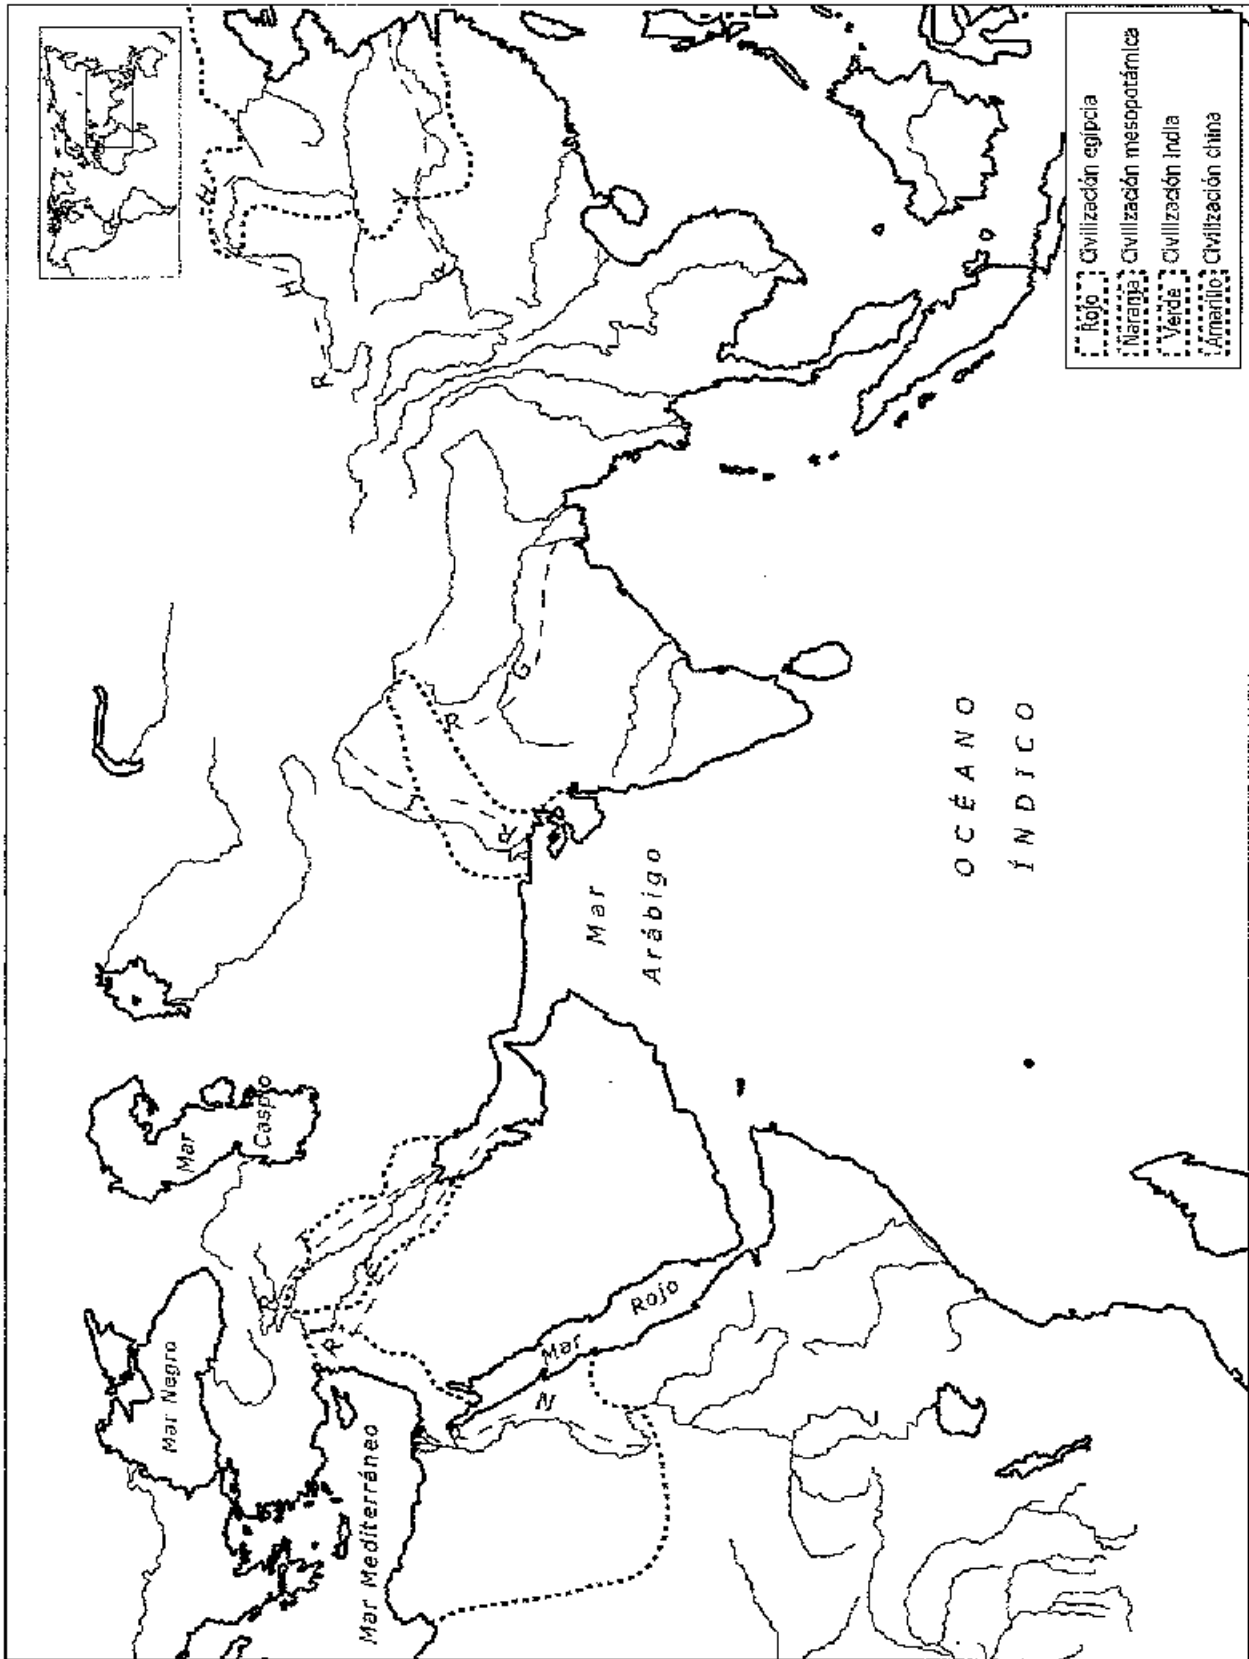 Mar Negro
Mar
Caspio
Mar Mediterráneo
R
R
E
N
Mar
Rojo
Mar
Arábigo
R
G
R
H
Y
OCÉANO
ÍNDICO
Rojo Civilización egipcia
Naranja Civilización mesopotámica
Verde Civilización India
Amarillo Civilización china